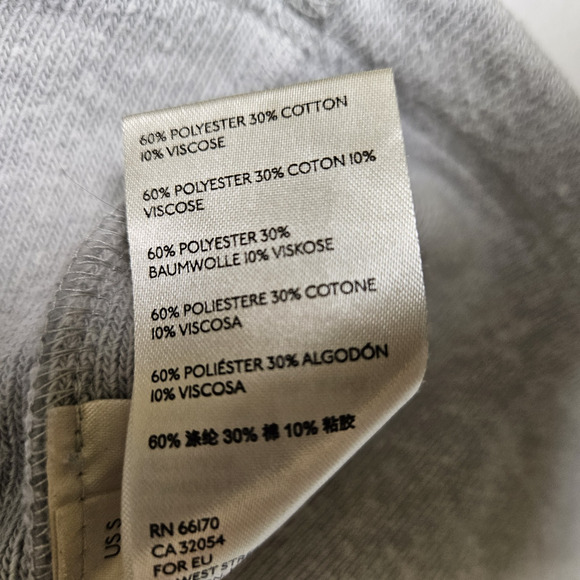 60% POLYESTER 30% COTTON
10% VISCOSE
60% POLYESTER 30% COTON 10%
VISCOSE
60% POLYESTER 30%
BAUMWOLLE 10% VISKOSE
60% POLIESTERE 30% COTONE
10% VISCOSA
60% POLIÉSTER 30% ALGODÓN
10% VISCOSA
60% 涤纶 30% 棉 10% 粘胶
RN 66170
CA 32054
FOR EU
WEST
US S